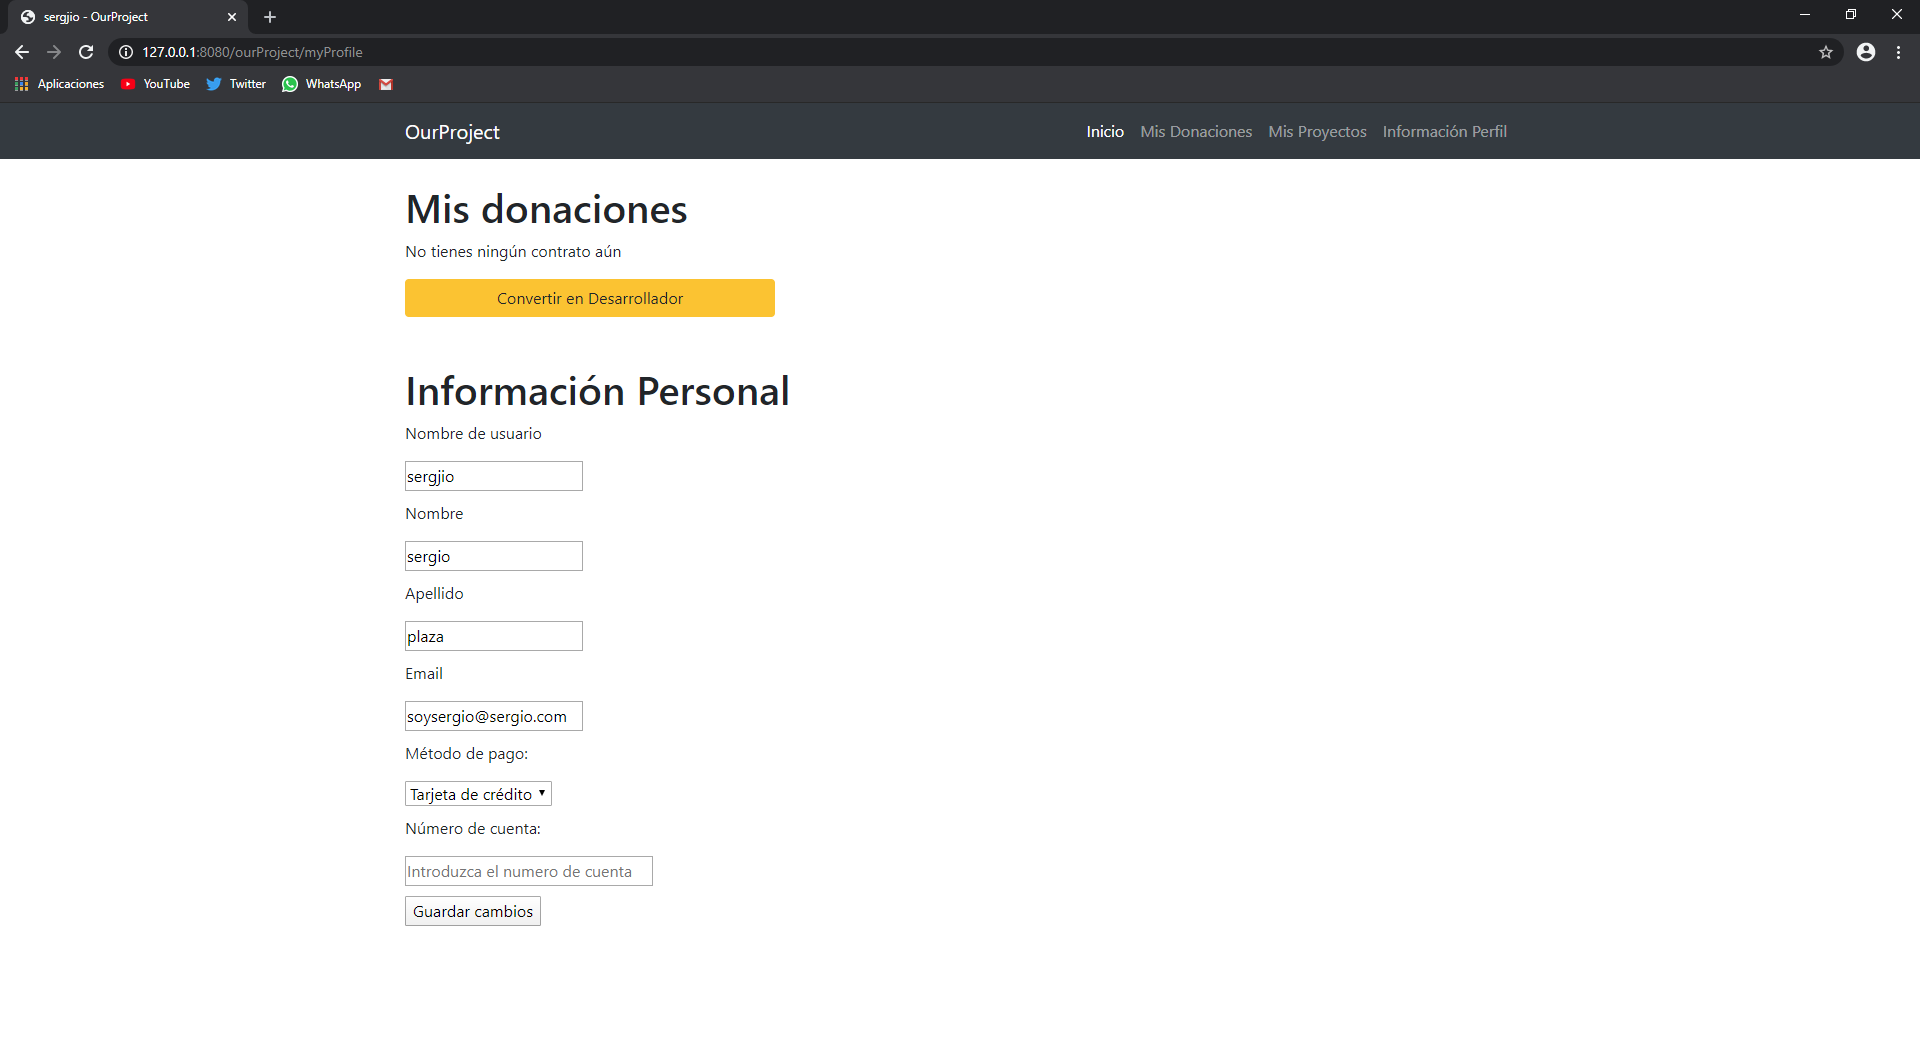 sergjio - OurProject
127.0.0.1:8080/ourProject/myProfile
Aplicaciones YouTube Twitter WhatsApp
OurProject Inicio Mis Donaciones Mis Proyectos Información Perfil
Mis donaciones
No tienes ningún contrato aún
Convertir en Desarrollador
Información Personal
Nombre de usuario
sergjio
Nombre
sergio
Apellido
plaza
Email
soysergio@sergio.com
Método de pago:
Tarjeta de crédito
Número de cuenta:
Introduzca el numero de cuenta
Guardar cambios